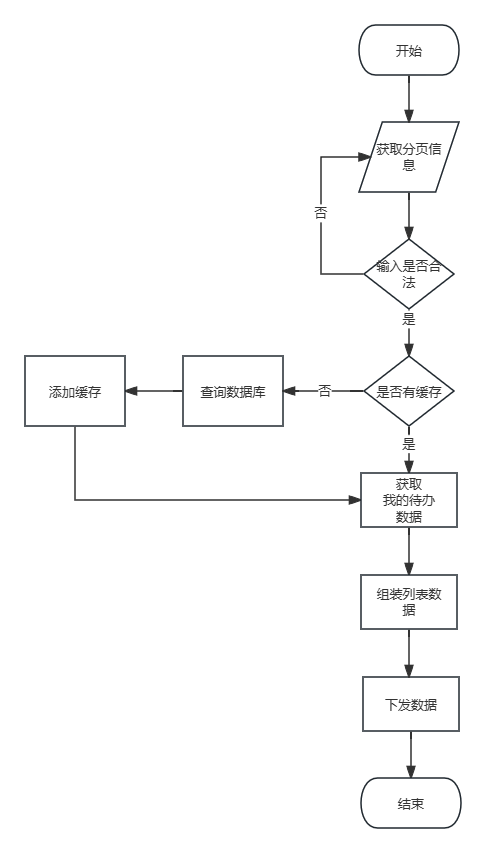 开始
获取分页信
息
否
输入是否合
法
是
添加缓存
查询数据库
否
是否有缓存
是
获取
我的待办
数据
组装列表数
据
下发数据
结束